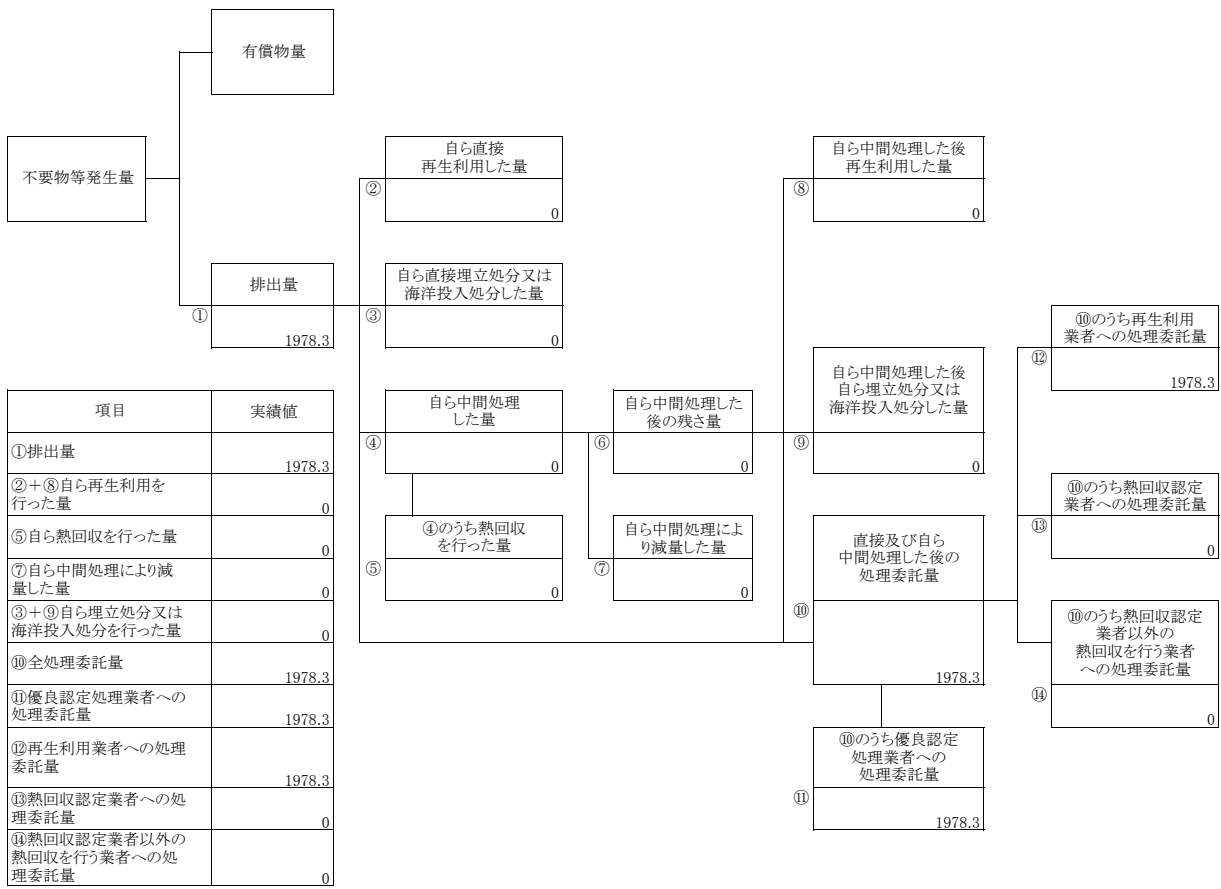 有償物量
不要物等発生量
自ら直接
再生利用した量
②
0
自ら中間処理した後
再生利用した量
⑧
0
排出量
①
1978.3
自ら直接埋立処分又は
海洋投入処分した量
③
0
⑩のうち再生利用
業者への処理委託量
⑫
1978.3
自ら中間処理
した量
④
0
自ら中間処理した
後の残さ量
⑥
0
自ら中間処理した後
自ら埋立処分又は
海洋投入処分した量
⑨
0
⑩のうち熱回収認定
業者への処理委託量
⑬
0
④のうち熱回収
を行った量
⑤
0
自ら中間処理によ
り減量した量
⑦
0
直接及び自ら
中間処理した後の
処理委託量
⑩
1978.3
⑩のうち熱回収認定
業者以外の
熱回収を行う業者
への処理委託量
⑭
0
⑩のうち優良認定
処理業者への
処理委託量
⑪
1978.3
項目
実績値
①排出量
1978.3
②+⑧自ら再生利用を
行った量
0
⑤自ら熱回収を行った量
0
⑦自ら中間処理により減
量した量
0
③+⑨自ら埋立処分又は
海洋投入処分を行った量
0
⑩全処理委託量
1978.3
⑪優良認定処理業者への
処理委託量
1978.3
⑫再生利用業者への処理
委託量
1978.3
⑬熱回収認定業者への処
理委託量
0
⑭熱回収認定業者以外の
熱回収を行う業者への処
理委託量
0